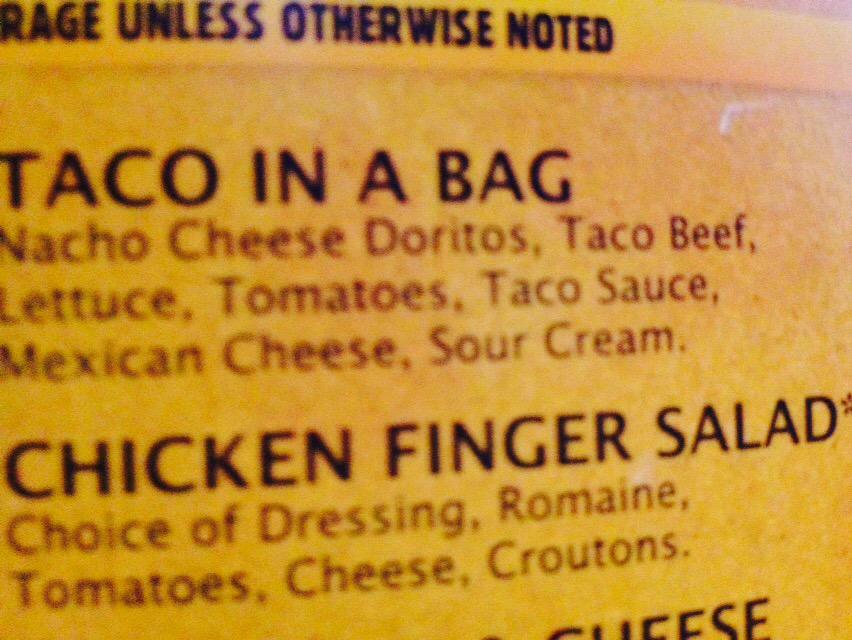 UNLESS OTHERWISE NOTED
TACO IN A BAG
Nacho Cheese Doritos, Taco Beef,
Lettuce, Tomatoes, Taco Sauce,
Mexican Cheese, Sour Cream.
CHICKEN FINGER SALAD*
Choice of Dressing, Romaine,
Tomatoes, Cheese, Croutons.
CHEESE